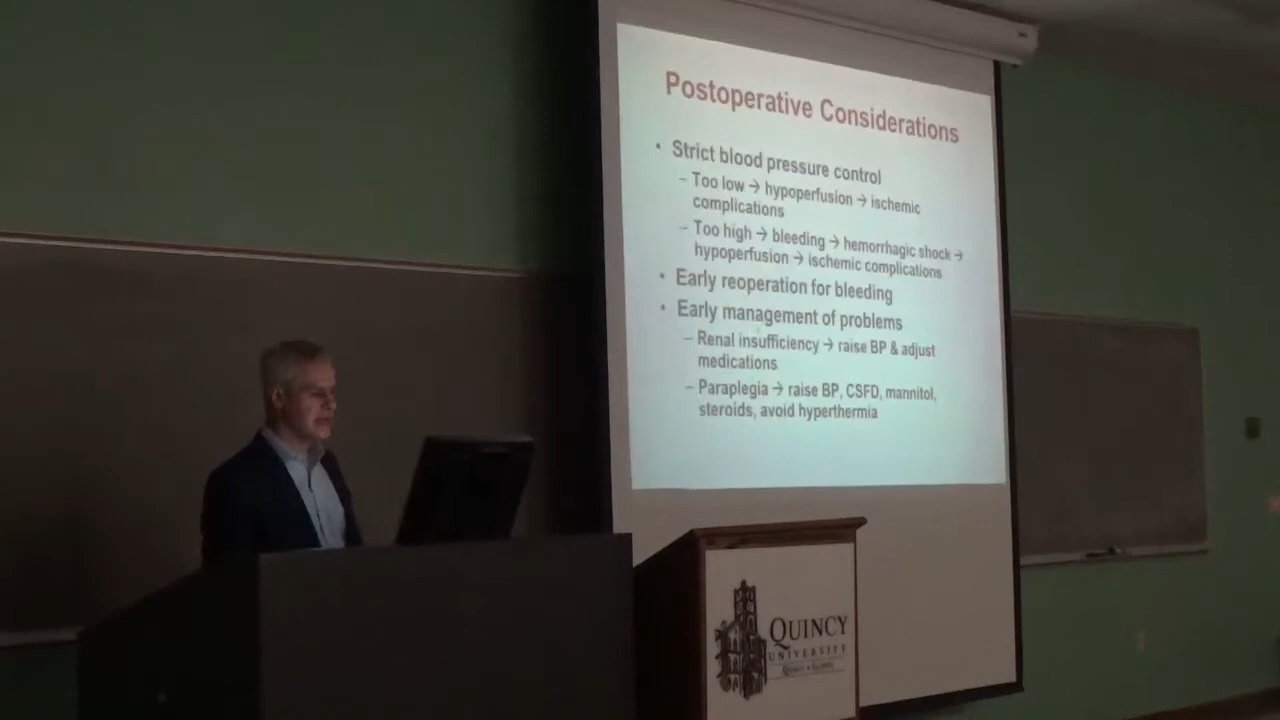 Postoperative Considerations
• Strict blood pressure control
– Too low → hypoperfusion → ischemic
complications
– Too high → bleeding → hemorrhagic shock →
hypoperfusion → ischemic complications
• Early reoperation for bleeding
• Early management of problems
– Renal insufficiency → raise BP & adjust
medications
– Paraplegia → raise BP, CSFD, mannitol,
steroids, avoid hyperthermia
QUINCY
UNIVERSITY